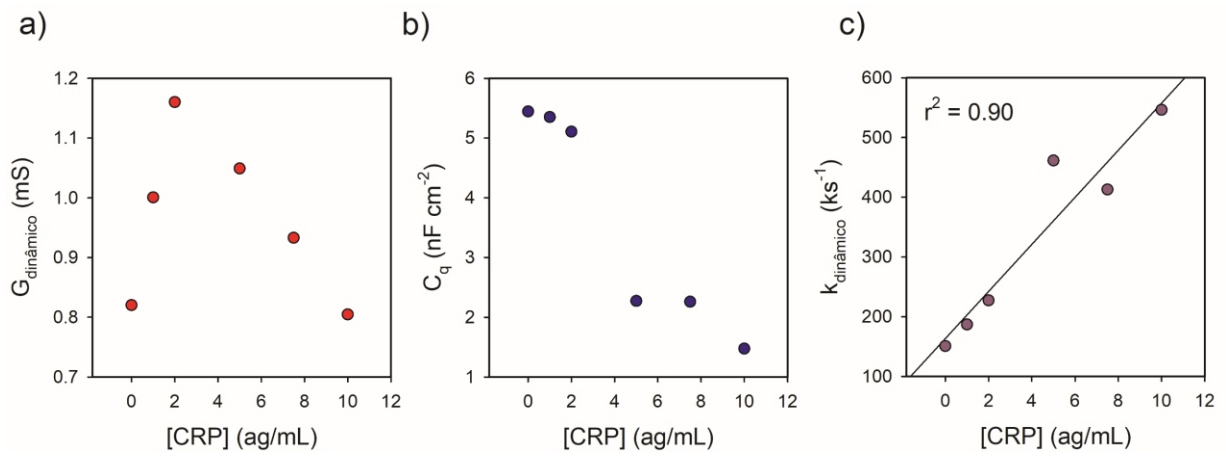 a)
1.2
1.1
1.0
0.9
0.8
0.7
G_dinâmico (mS)
0 2 4 6 8 10 12
[CRP] (ag/mL)
b)
6
5
4
3
2
1
C_q (nF cm⁻²)
0 2 4 6 8 10 12
[CRP] (ag/mL)
c)
600
500
400
300
200
100
k_dinâmico (ks⁻¹)
r² = 0.90
0 2 4 6 8 10 12
[CRP] (ag/mL)